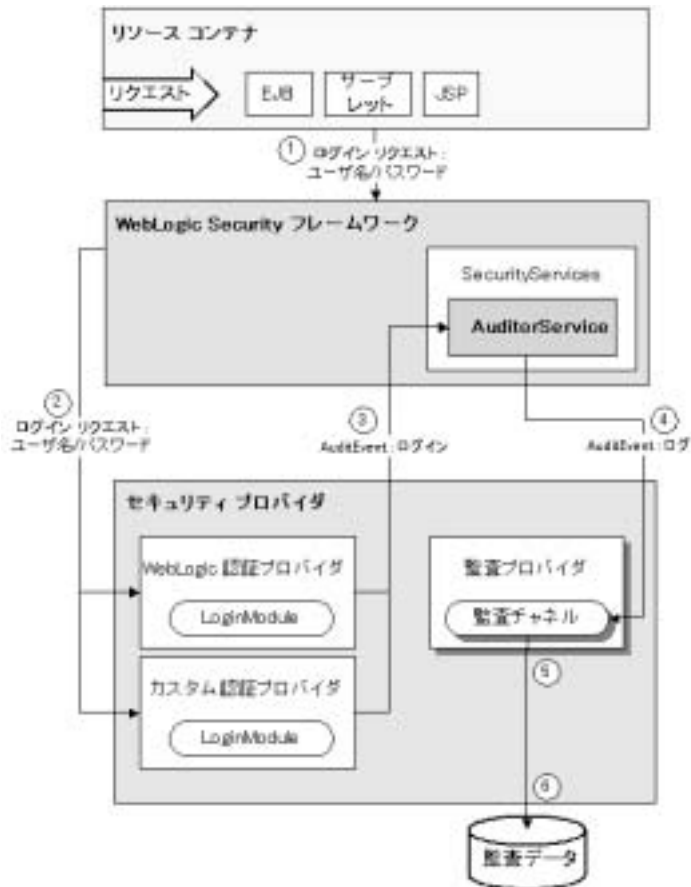 リソース コンテナ
リクエスト
EJB
サーブ
レット
JSP
1
ログイン リクエスト:
ユーザ名/パスワード
WebLogic Security フレームワーク
SecurityServices
AuditorService
2
ログイン リクエスト:
ユーザ名/パスワード
3
AuditEvent:ログイン
4
AuditEvent:ログ
セキュリティ プロバイダ
WebLogic 認証プロバイダ
LoginModule
カスタム認証プロバイダ
LoginModule
監査プロバイダ
監査チャネル
5
6
監査データ